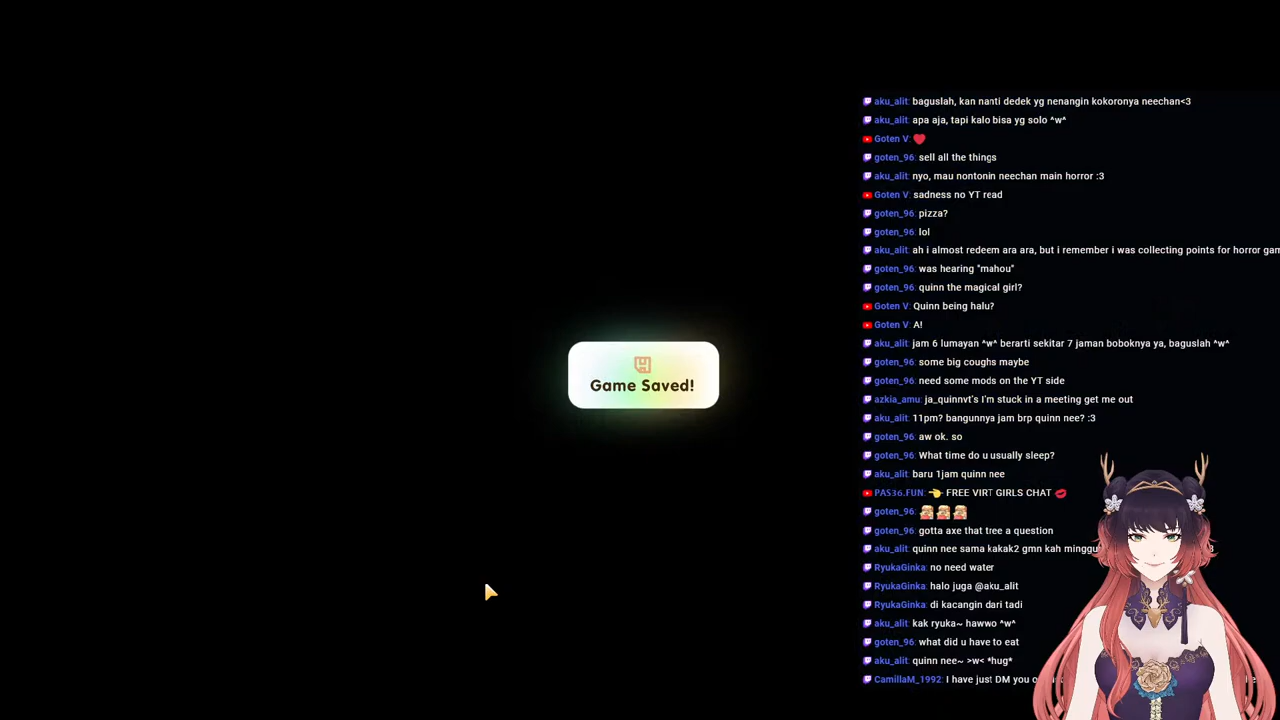 aku_alit: baguslah, kan nanti dedek yg nenangin kokoronya neechan<3
aku_alit: apa aja, tapi kalo bisa yg solo ^w^
Goten V: ❤️
goten_96: sell all the things
aku_alit: nyo, mau nontonin neechan main horror :3
Goten V: sadness no YT read
goten_96: pizza?
goten_96: lol
aku_alit: ah i almost redeem ara ara, but i remember i was collecting points for horror gam
goten_96: was hearing "mahou"
goten_96: quinn the magical girl?
Goten V: Quinn being halu?
Goten V: A!
aku_alit: jam 6 lumayan ^w^ berarti sekitar 7 jaman boboknya ya, baguslah ^w^
goten_96: some big coughs maybe
goten_96: need some mods on the YT side
azkia_amu: ja_quinnvt's I'm stuck in a meeting get me out
aku_alit: 11pm? bangunnya jam brp quinn nee? :3
goten_96: aw ok. so
goten_96: What time do u usually sleep?
aku_alit: baru 1jam quinn nee
PAS36.FUN: 👈 FREE VIRT GIRLS CHAT 💋
goten_96:
goten_96: gotta axe that tree a question
aku_alit: quinn nee sama kakak2 gmn kah minggu
RyukaGinka: no need water
RyukaGinka: halo juga @aku_alit
RyukaGinka: di kacangin dari tadi
aku_alit: kak ryuka~ hawwo ^w^
goten_96: what did u have to eat
aku_alit: quinn nee~ >w< *hug*
CamillaM_1992: I have just DM you o
Game Saved!